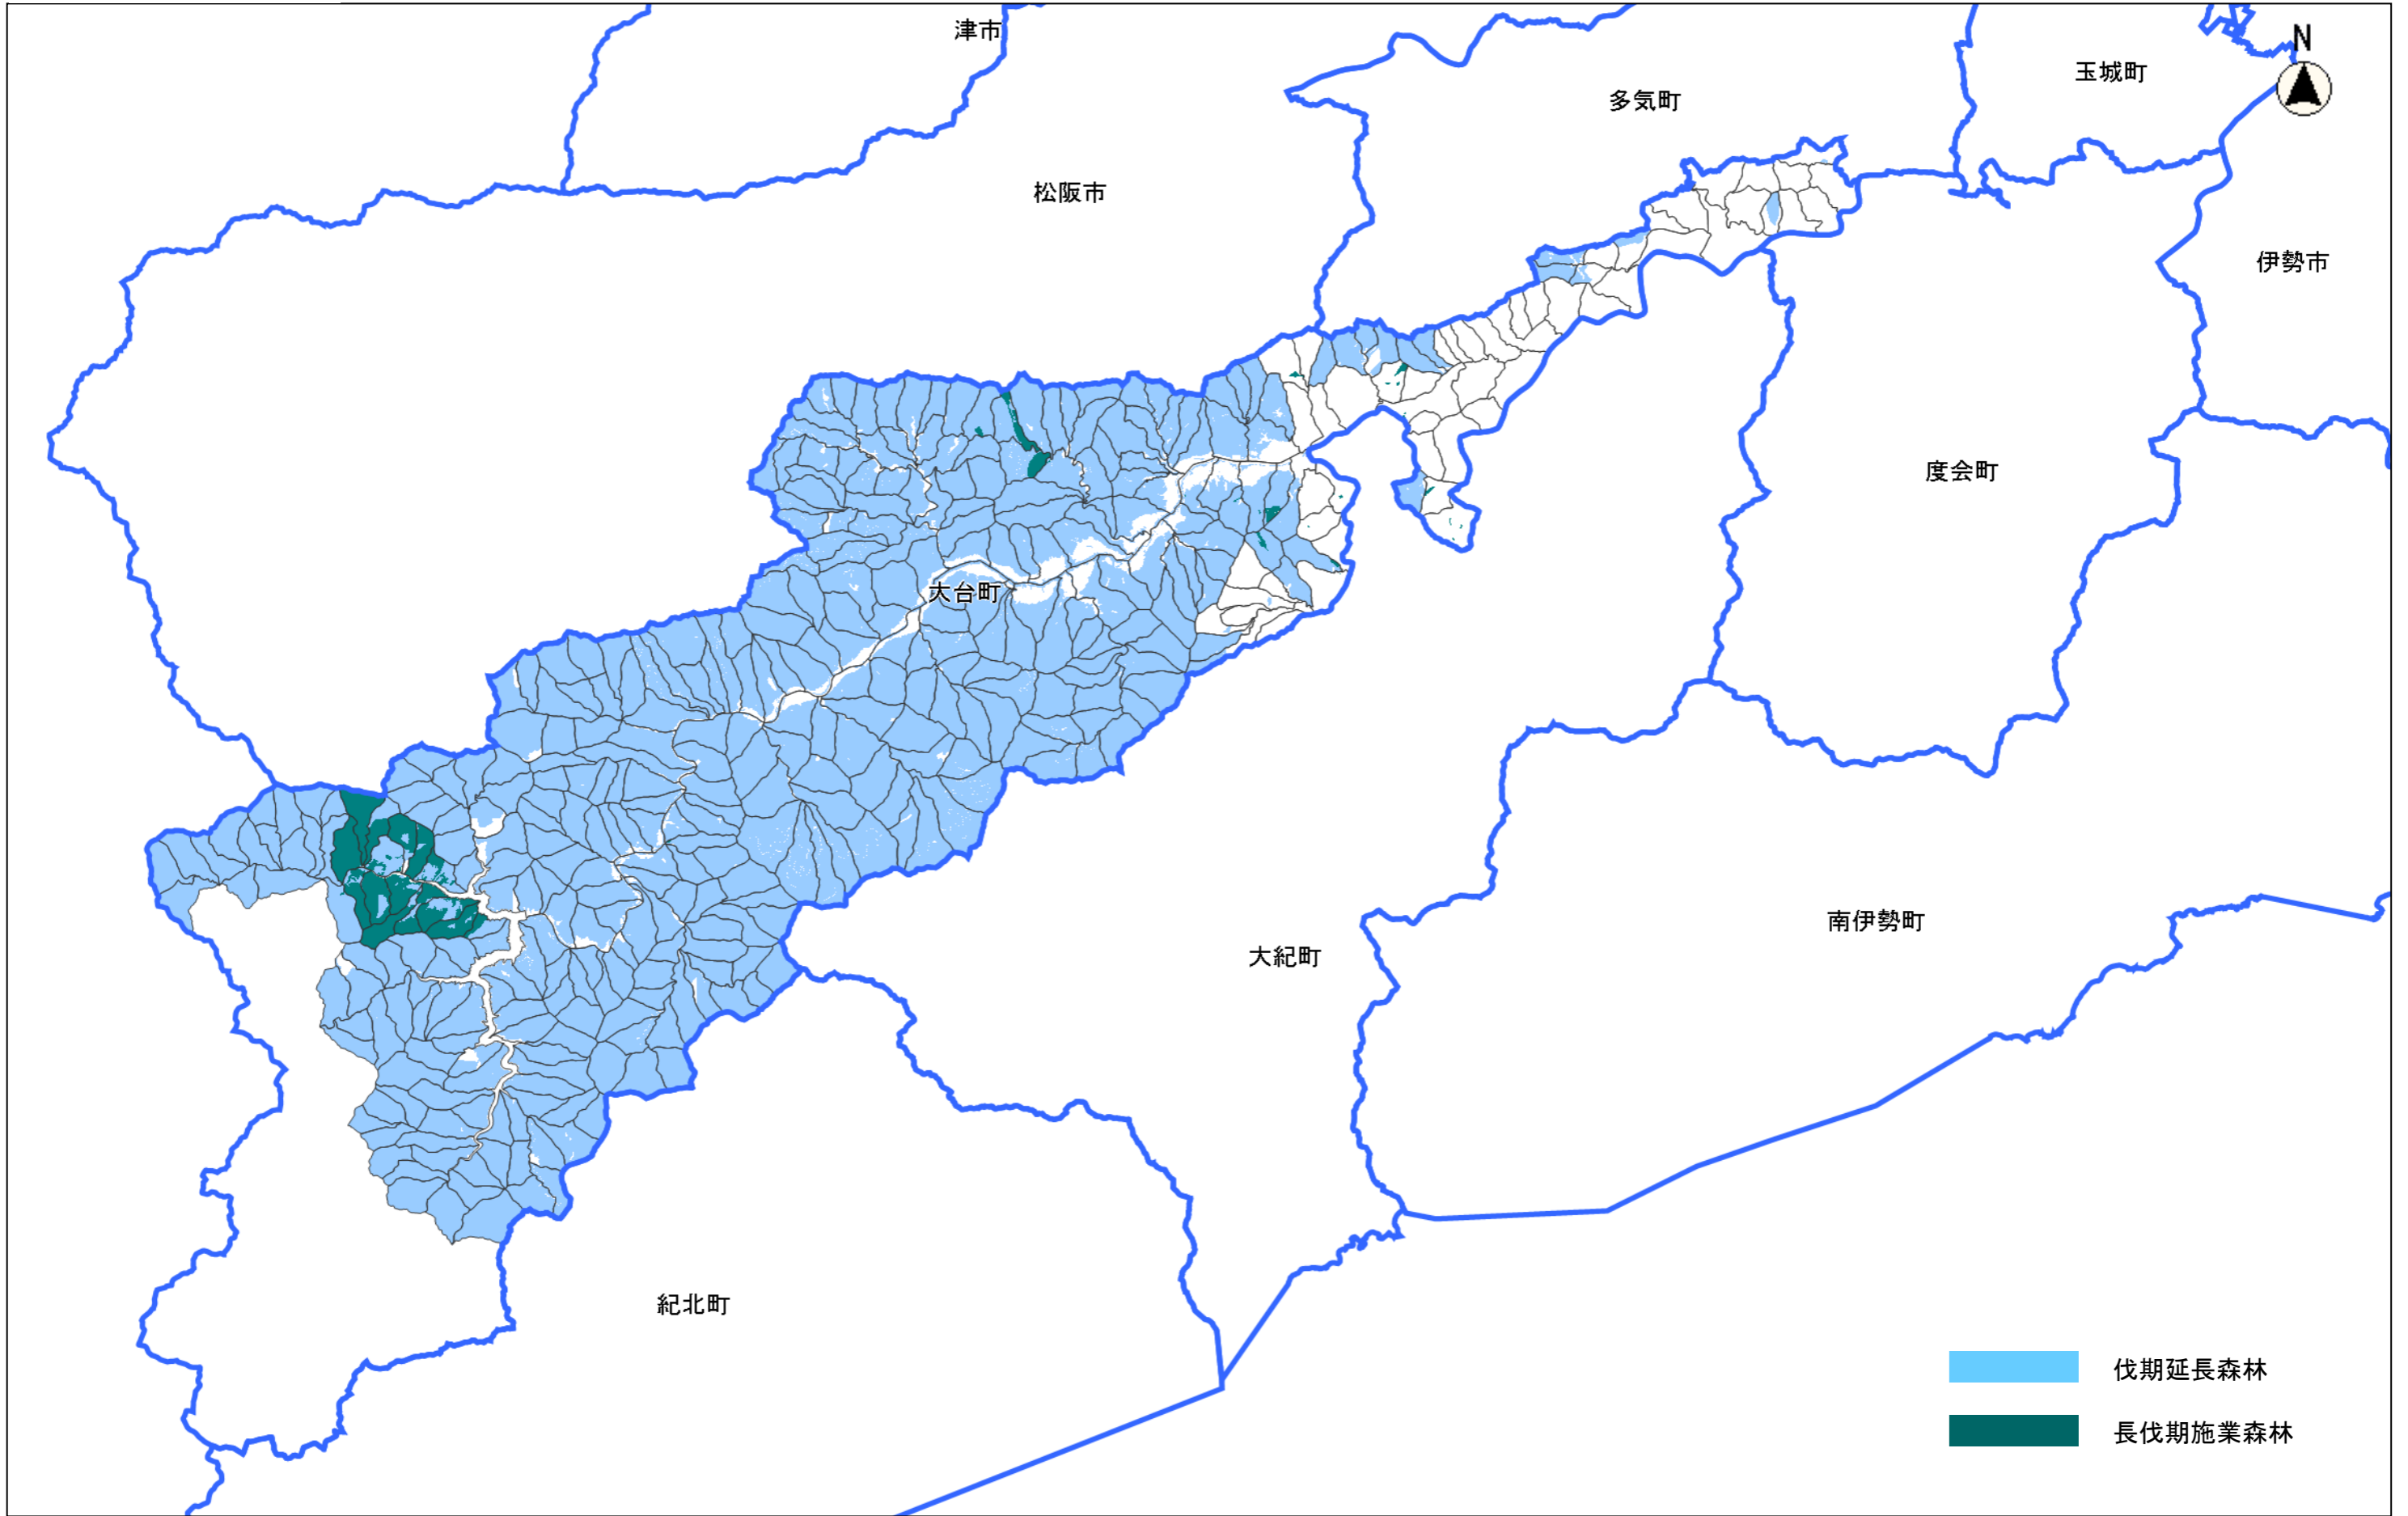 津市
N
玉城町
多気町
松阪市
伊勢市
度会町
大台町
南伊勢町
大紀町
紀北町
伐期延長森林
長伐期施業森林